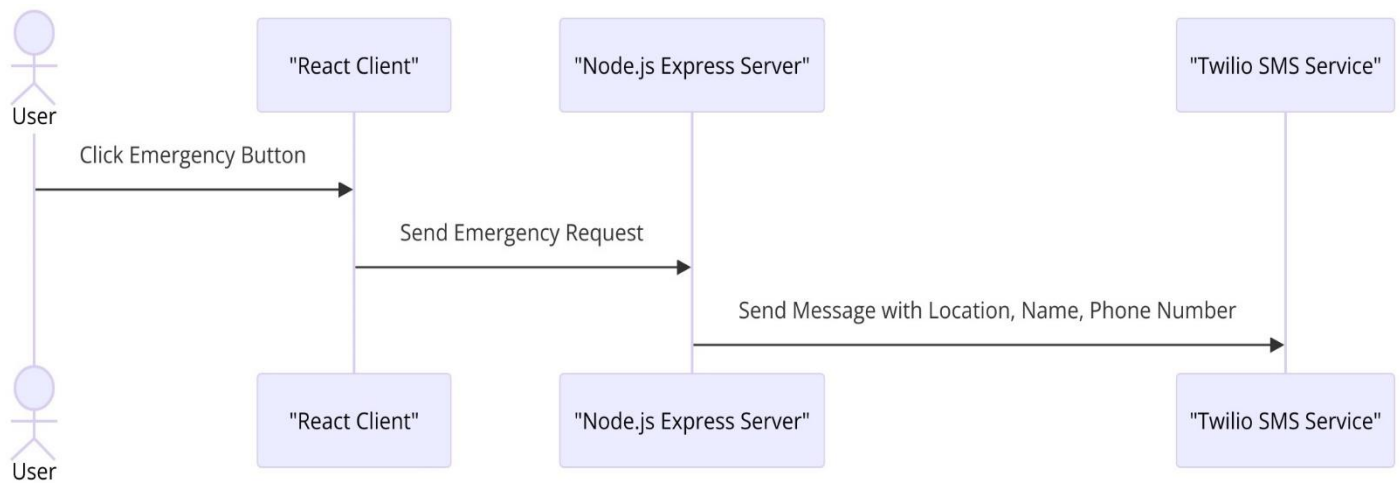 "React Client"
"Node.js Express Server"
"Twilio SMS Service"
User
Click Emergency Button
Send Emergency Request
Send Message with Location, Name, Phone Number
"React Client"
"Node.js Express Server"
"Twilio SMS Service"
User